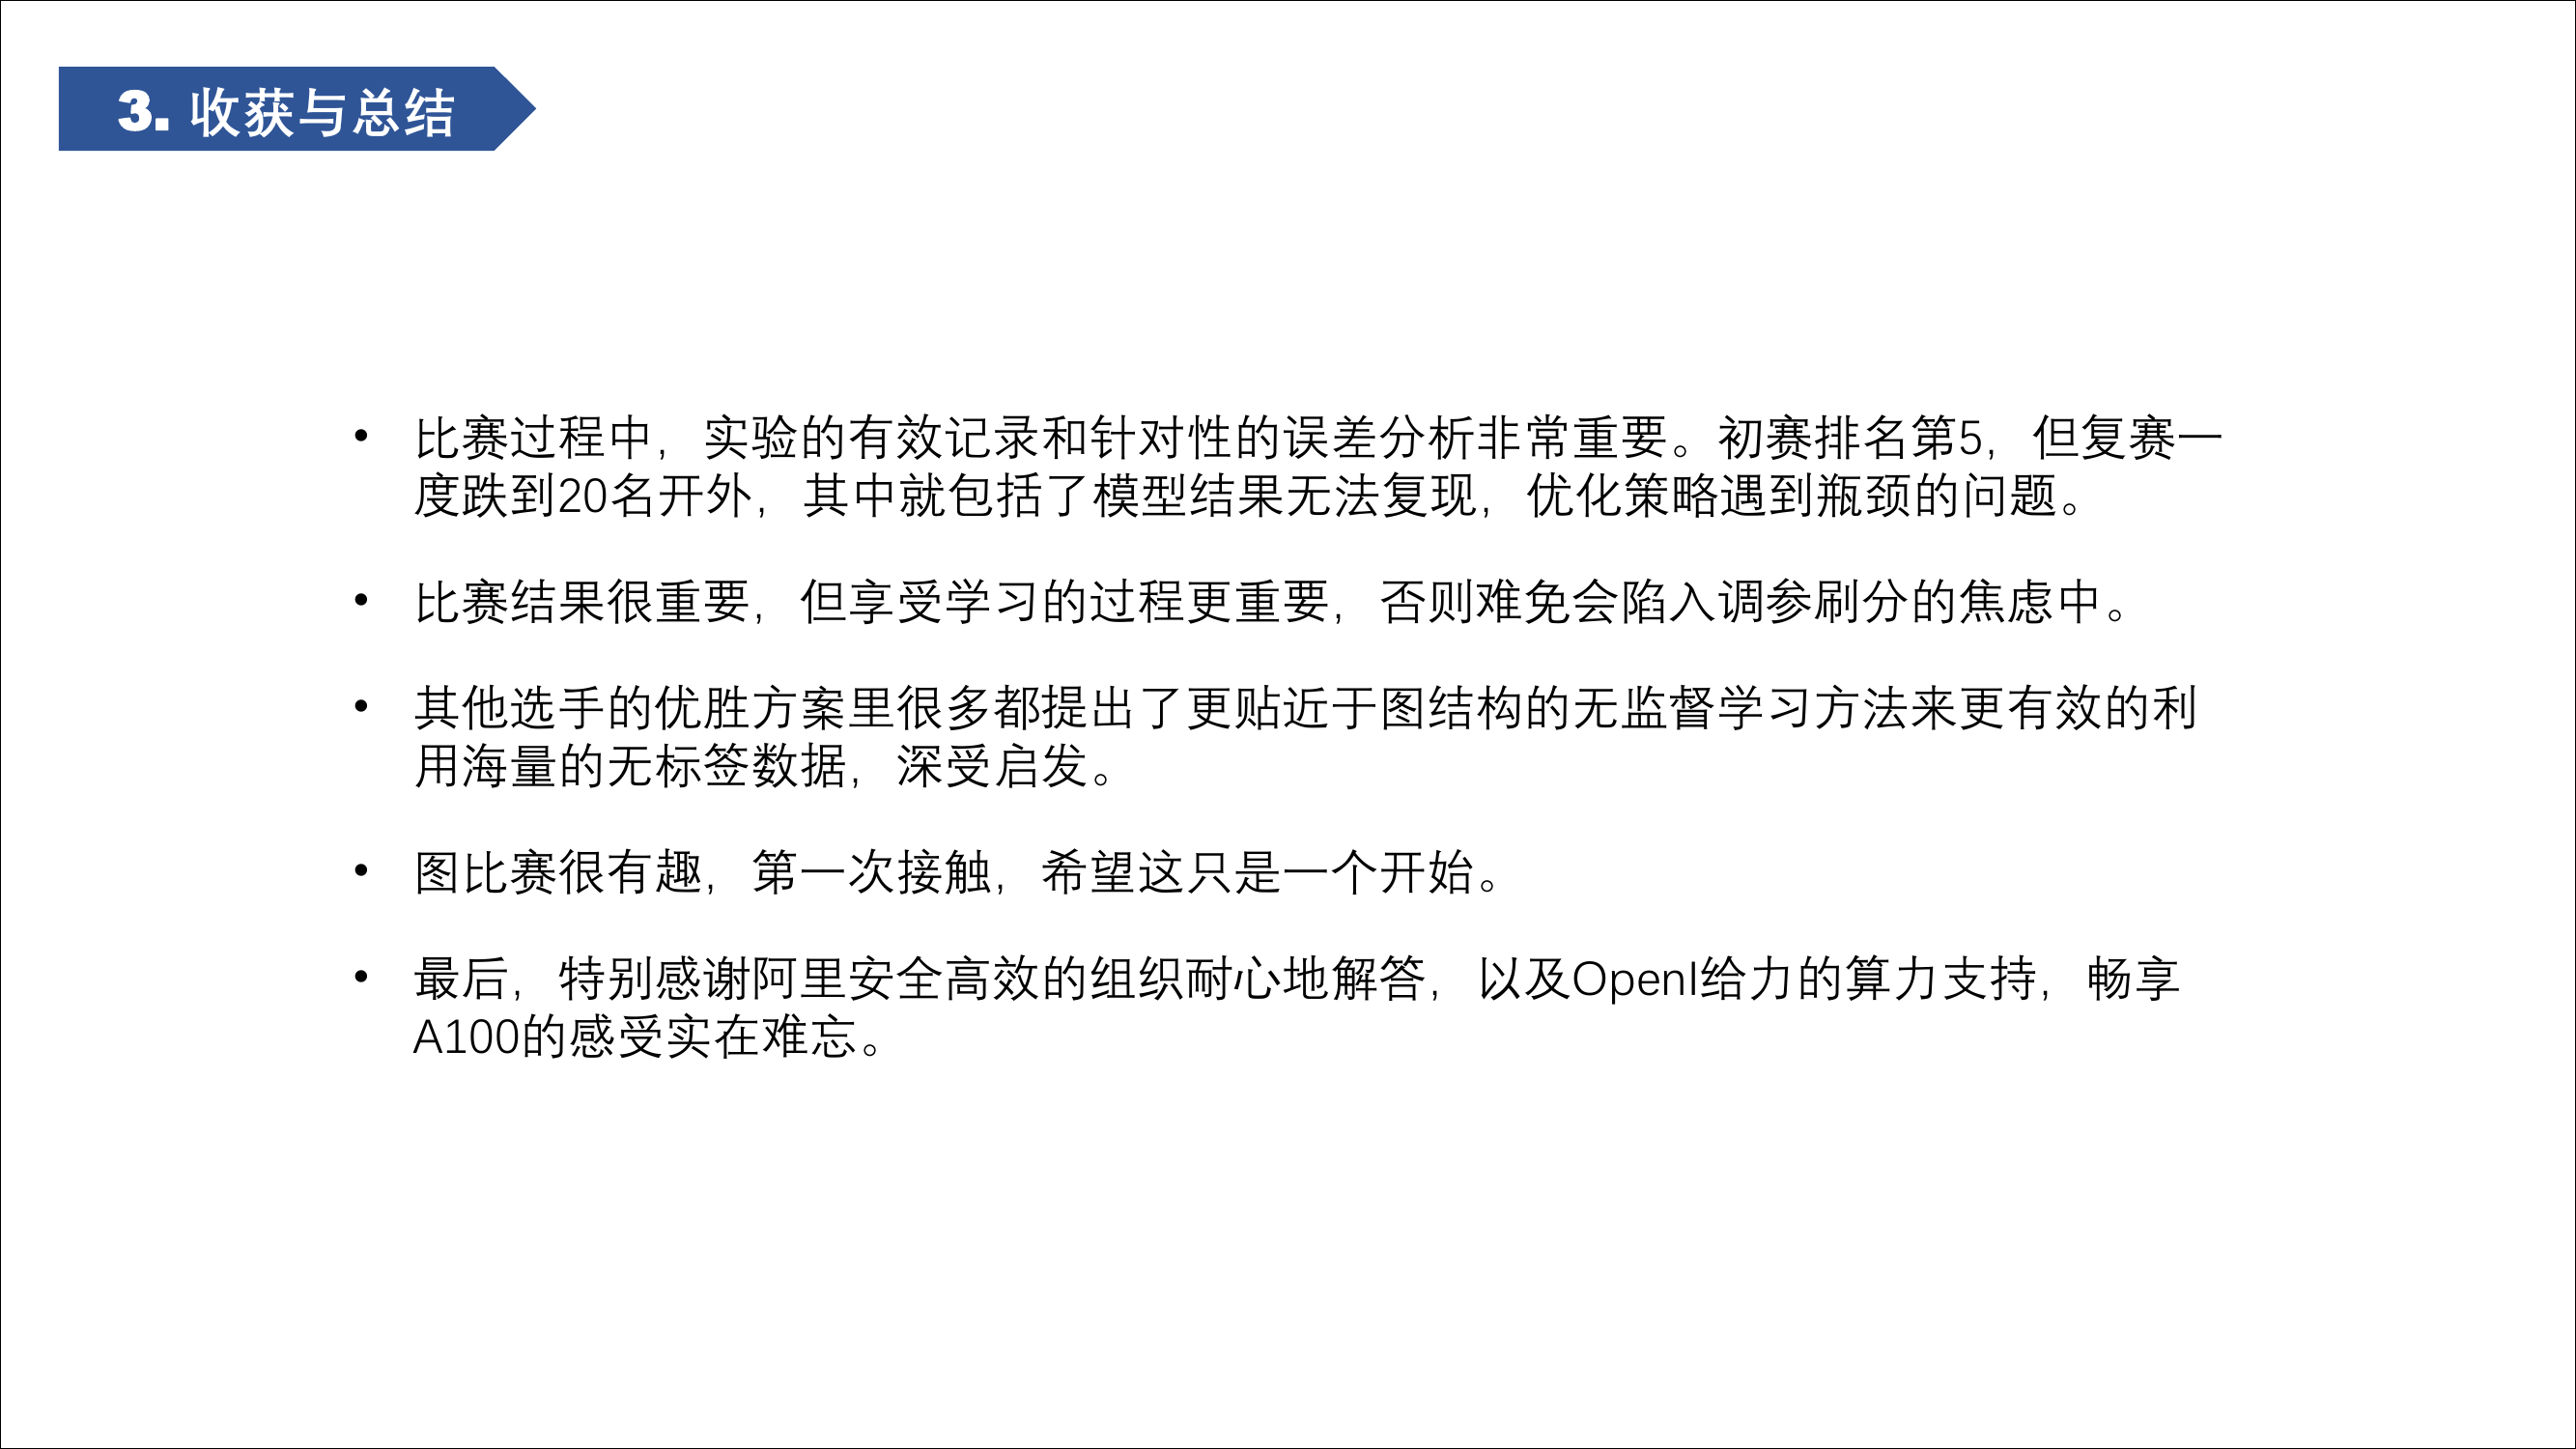 3. 收获与总结
• 比赛过程中，实验的有效记录和针对性的误差分析非常重要。初赛排名第5，但复赛一
度跌到20名开外，其中就包括了模型结果无法复现，优化策略遇到瓶颈的问题。
• 比赛结果很重要，但享受学习的过程更重要，否则难免会陷入调参刷分的焦虑中。
• 其他选手的优胜方案里很多都提出了更贴近于图结构的无监督学习方法来更有效的利
用海量的无标签数据，深受启发。
• 图比赛很有趣，第一次接触，希望这只是一个开始。
• 最后，特别感谢阿里安全高效的组织耐心地解答，以及OpenI给力的算力支持，畅享
A100的感受实在难忘。